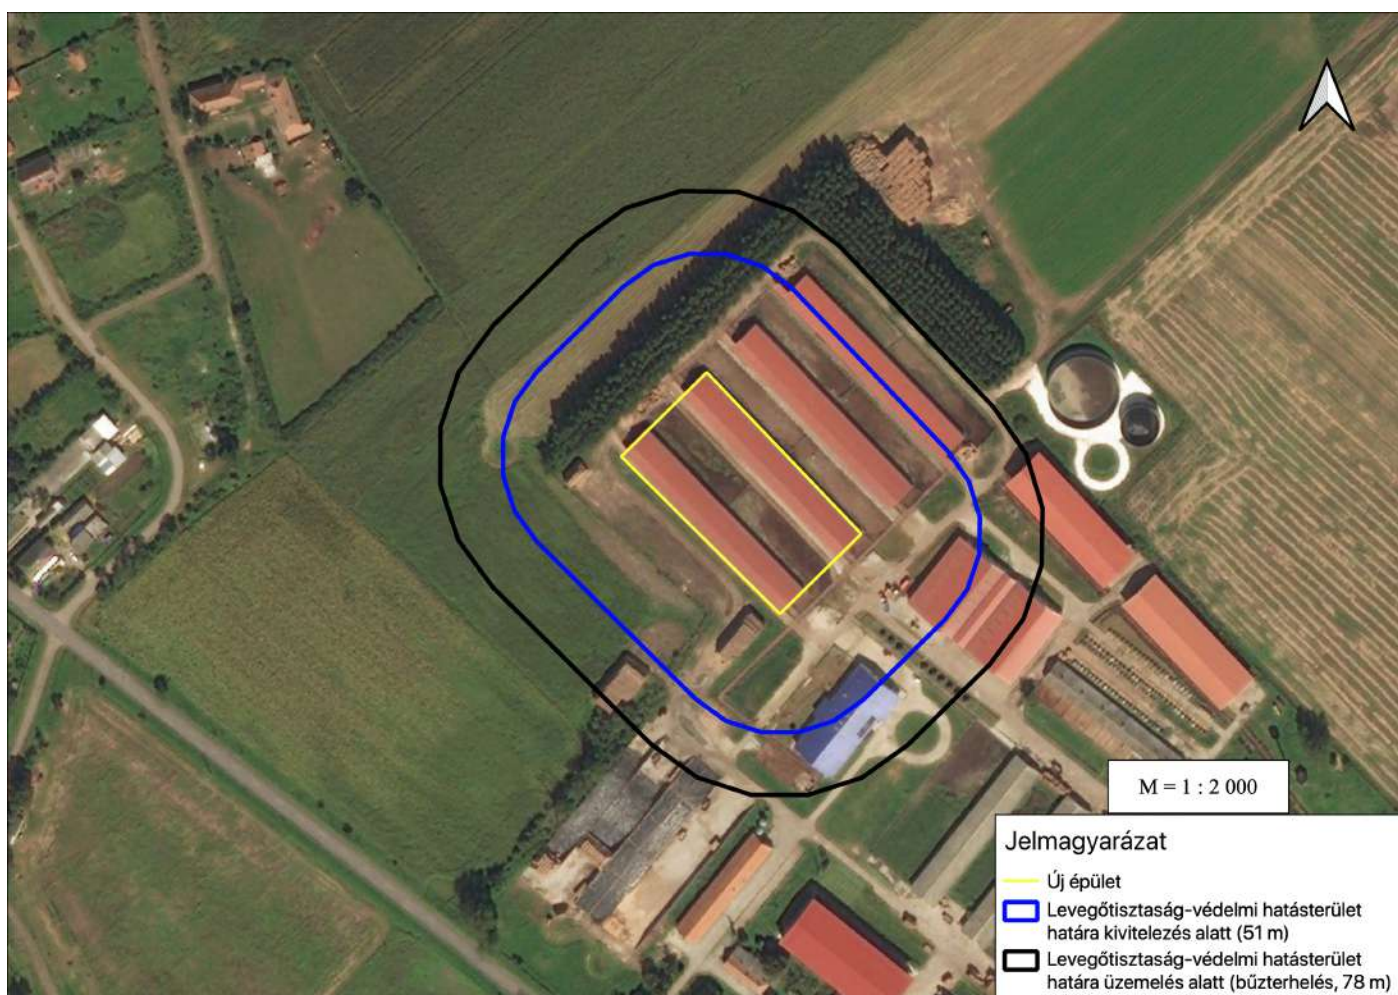 M = 1 : 2 000
Jelmagyarázat
Új épület
Levegőtisztaság-védelmi hatásterület
határa kivitelezés alatt (51 m)
Levegőtisztaság-védelmi hatásterület
határa üzemelés alatt (bűzterhelés, 78 m)